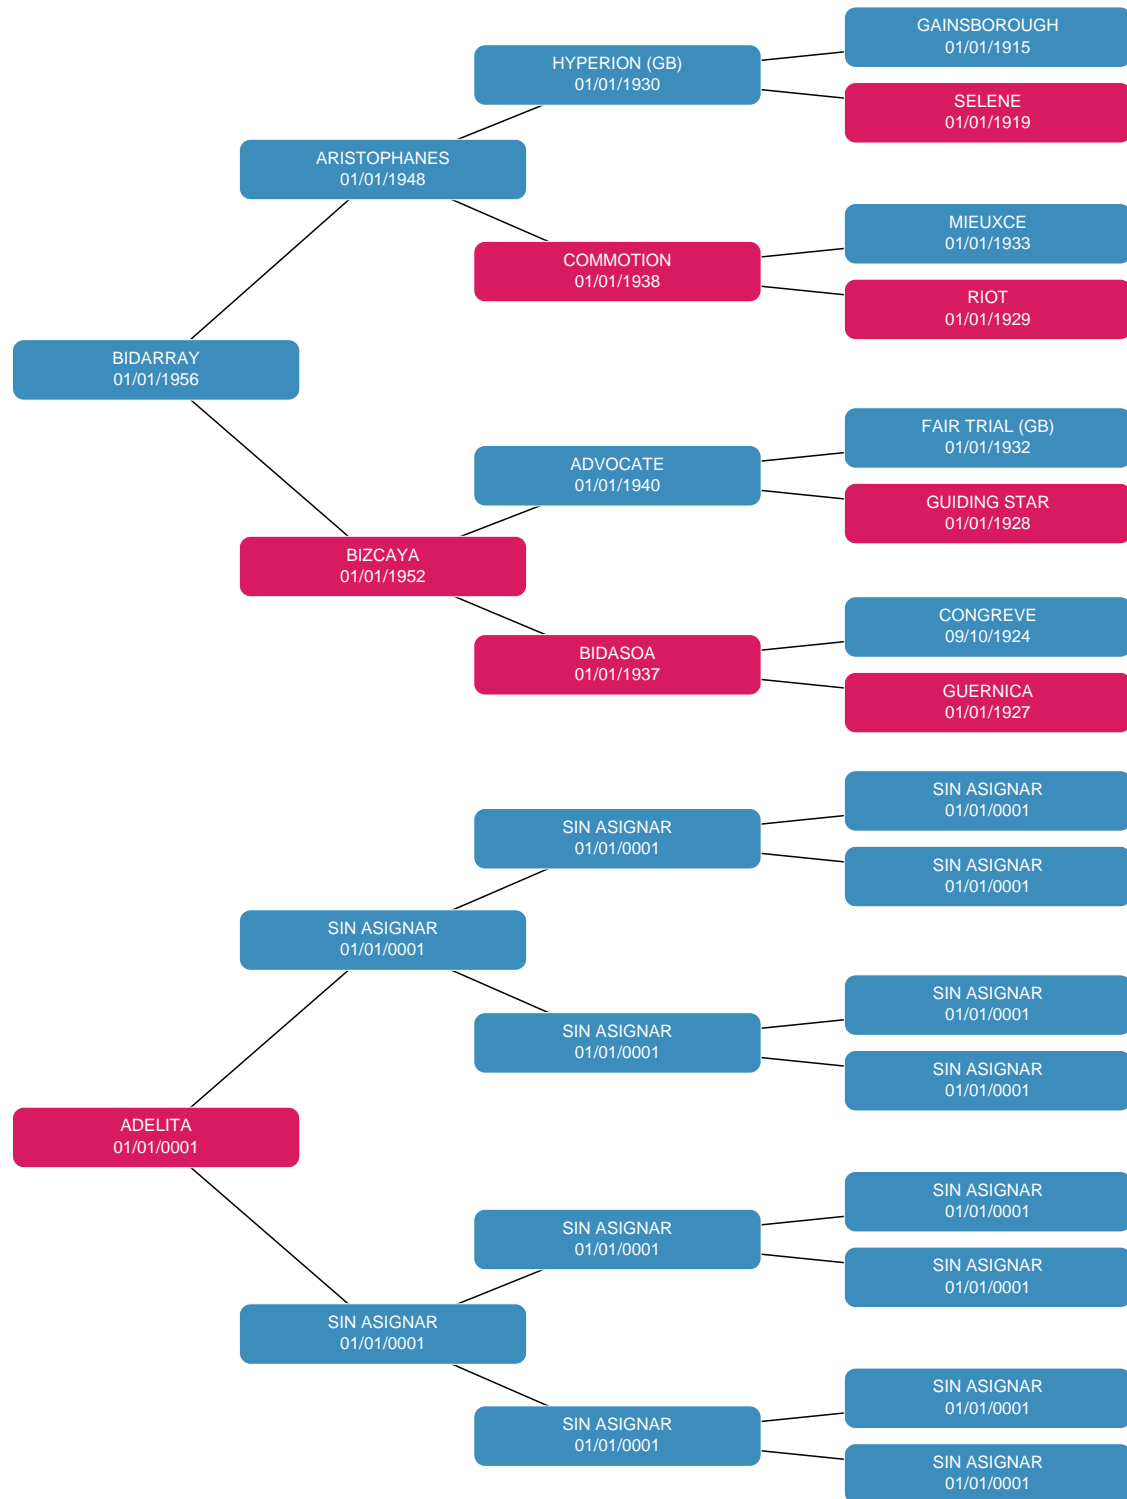 GAINSBOROUGH
01/01/1915
HYPERION (GB)
01/01/1930
SELENE
01/01/1919
ARISTOPHANES
01/01/1948
MIEUXCE
01/01/1933
COMMOTION
01/01/1938
RIOT
01/01/1929
BIDARRAY
01/01/1956
FAIR TRIAL (GB)
01/01/1932
ADVOCATE
01/01/1940
GUIDING STAR
01/01/1928
BIZCAYA
01/01/1952
CONGREVE
09/10/1924
BIDASOA
01/01/1937
GUERNICA
01/01/1927
SIN ASIGNAR
01/01/0001
SIN ASIGNAR
01/01/0001
SIN ASIGNAR
01/01/0001
SIN ASIGNAR
01/01/0001
SIN ASIGNAR
01/01/0001
SIN ASIGNAR
01/01/0001
SIN ASIGNAR
01/01/0001
ADELITA
01/01/0001
SIN ASIGNAR
01/01/0001
SIN ASIGNAR
01/01/0001
SIN ASIGNAR
01/01/0001
SIN ASIGNAR
01/01/0001
SIN ASIGNAR
01/01/0001
SIN ASIGNAR
01/01/0001
SIN ASIGNAR
01/01/0001